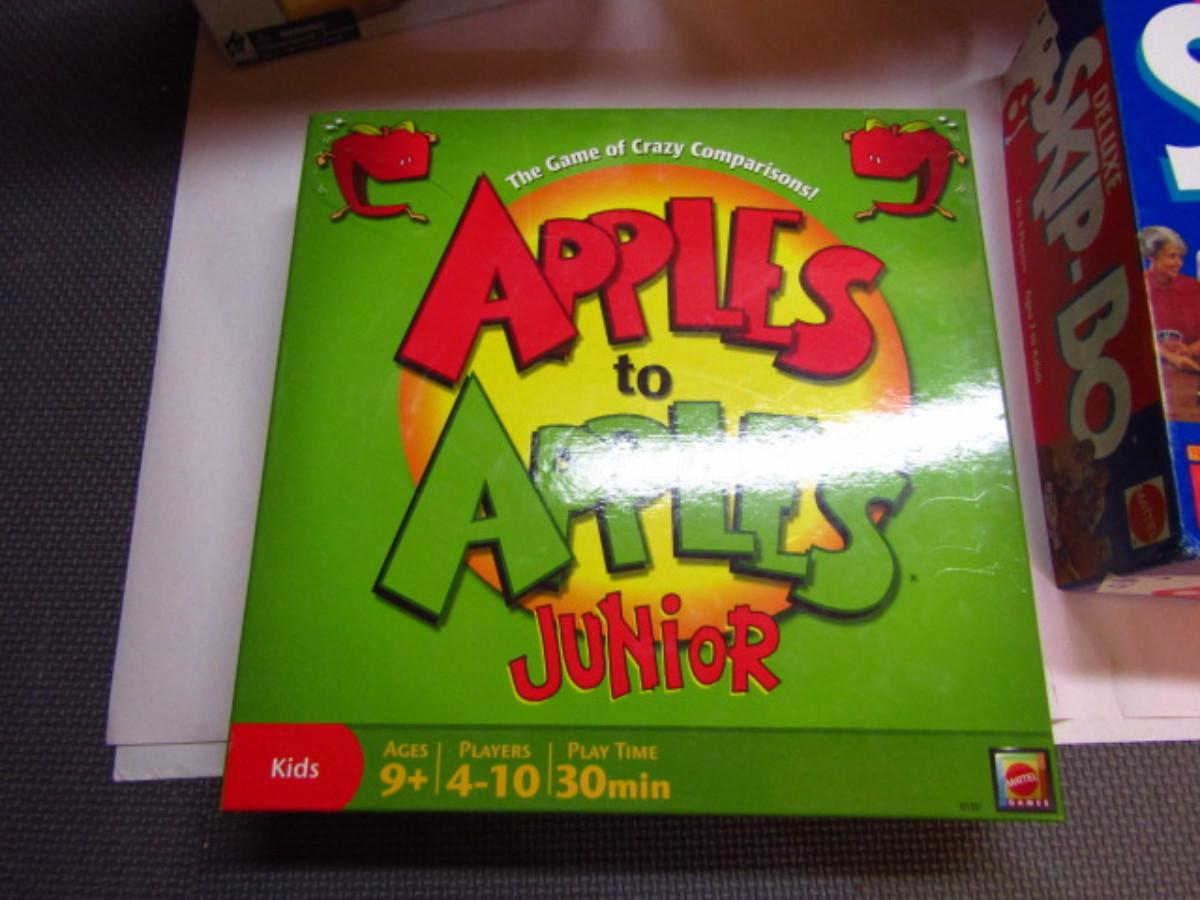 The Game of Crazy Comparisons!
APPLES
to
APPLES
JUNIOR
Kids
AGES
9+
PLAYERS
4-10
PLAY TIME
30min
MATTEL
GAMES
DELUXE
SKIP-BO
MATTEL
S